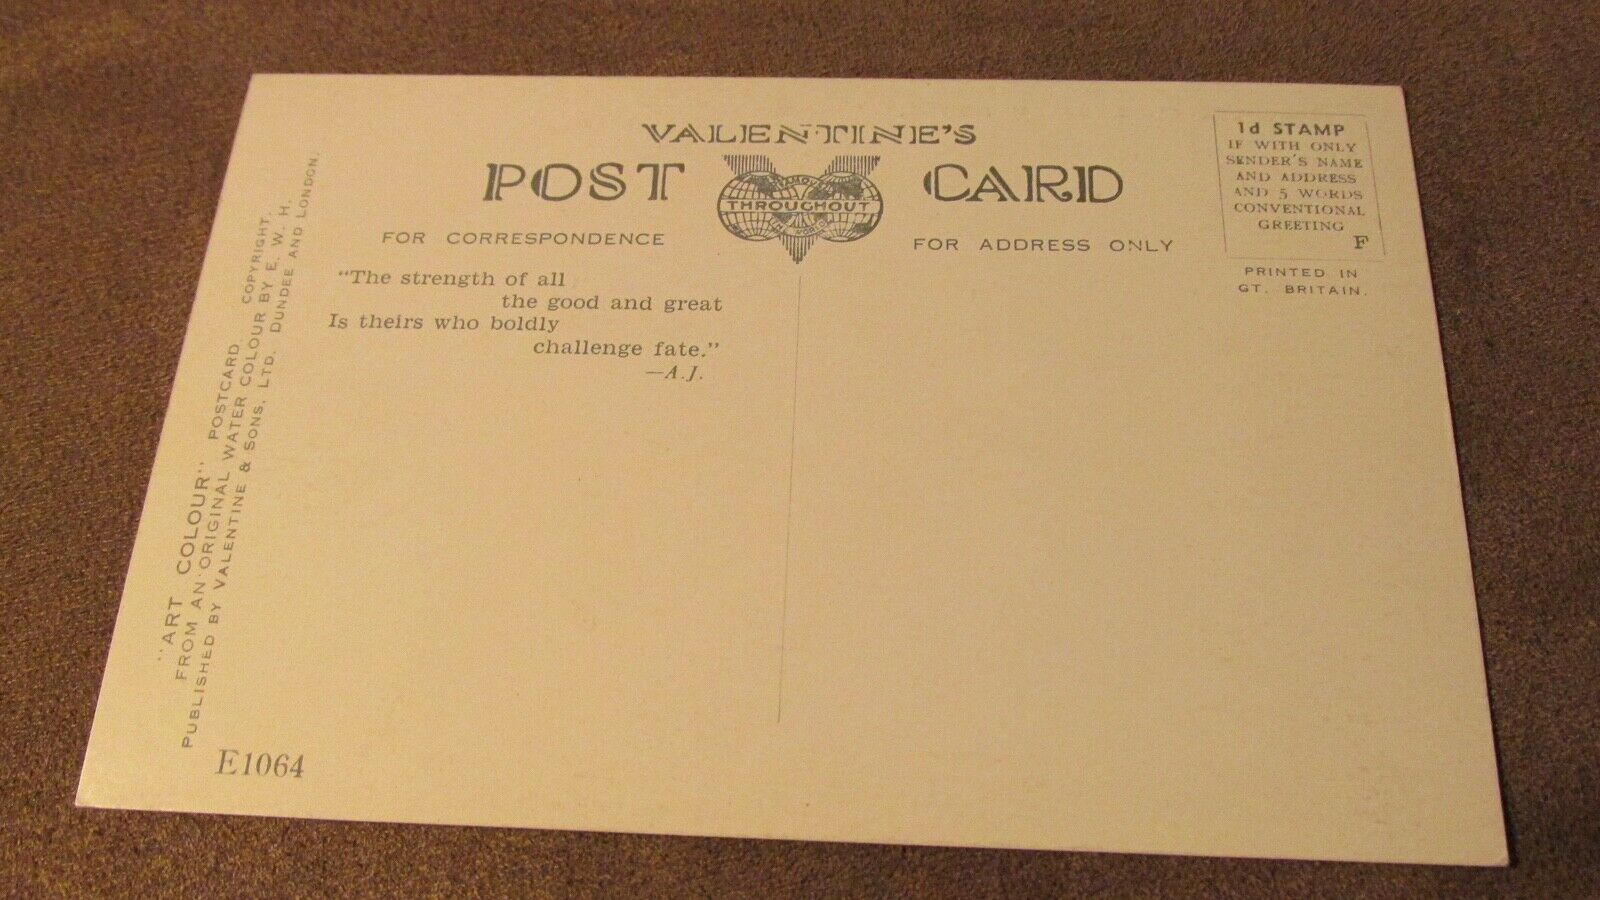 VALENTINE'S
POST CARD
FAMOUS
THROUGHOUT
THE WORLD
FOR CORRESPONDENCE
FOR ADDRESS ONLY
1d STAMP
IF WITH ONLY
SENDER'S NAME
AND ADDRESS
AND 5 WORDS
CONVENTIONAL
GREETING
F
PRINTED IN
GT. BRITAIN.
"The strength of all
the good and great
Is theirs who boldly
challenge fate."
—A.J.
"ART COLOUR" POSTCARD. COPYRIGHT.
FROM AN ORIGINAL WATER COLOUR BY E. W. H.
PUBLISHED BY VALENTINE & SONS, LTD. DUNDEE AND LONDON.
E1064